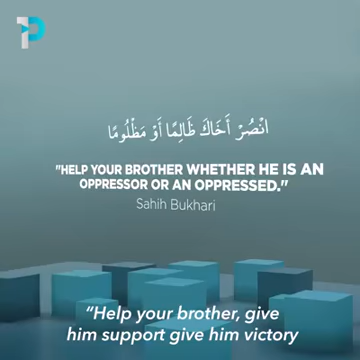 انْصُرْ أَخَاكَ ظَالِمًا أَوْ مَظْلُومًا
"HELP YOUR BROTHER WHETHER HE IS AN
OPPRESSOR OR AN OPPRESSED."
Sahih Bukhari
“Help your brother, give
him support give him victory